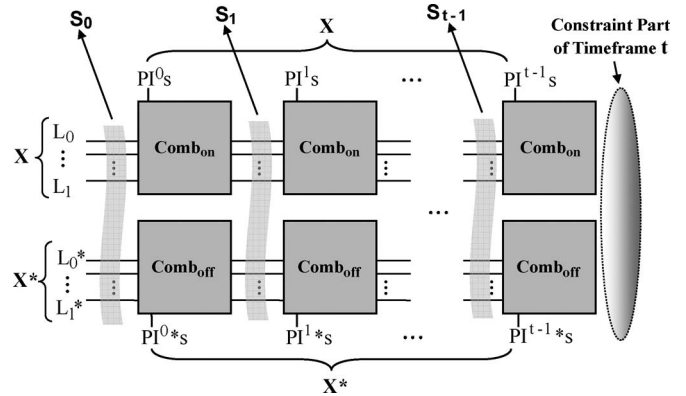 S₀
S₁
X
Sₜ₋₁
Constraint Part
of Timeframe t
PI⁰s
PI¹s
...
PIᵗ⁻¹s
X
L₀
...
L₁
Combon
Combon
Combon
...
...
...
...
...
...
X*
L₀*
...
L₁*
Comboff
Comboff
Comboff
...
...
...
...
...
PI⁰*s
PI¹*s
...
PIᵗ⁻¹*s
X*